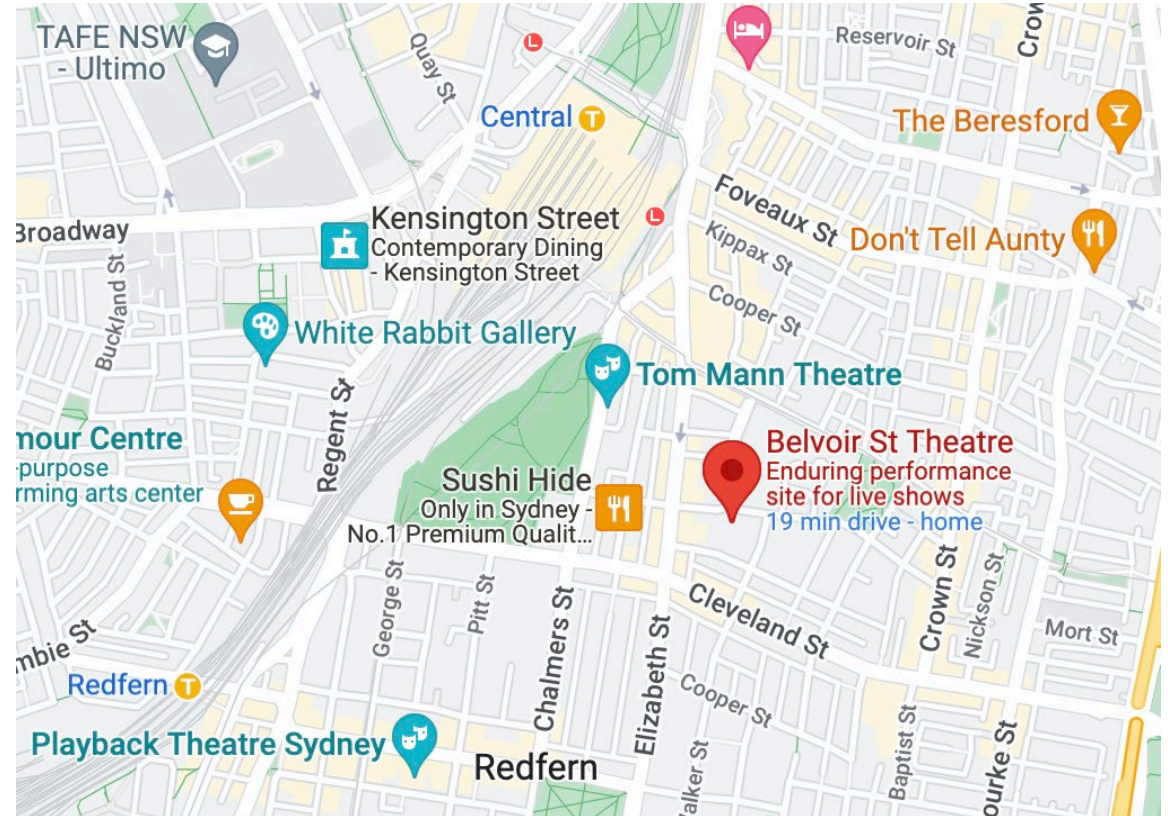 TAFE NSW
- Ultimo
Quay St
L
Reservoir St
Crow
Central T
The Beresford
Foveaux St
Broadway
Kensington Street
Contemporary Dining
- Kensington Street
L
Kippax St
Don't Tell Aunty
Buckland St
Cooper St
White Rabbit Gallery
Tom Mann Theatre
Regent St
mour Centre
-purpose
rming arts center
Belvoir St Theatre
Enduring performance
site for live shows
19 min drive - home
Sushi Hide
Only in Sydney -
No.1 Premium Qualit...
George St
Pitt St
Chalmers St
Elizabeth St
Cleveland St
Crown St
Nickson St
Mort St
mbie St
Redfern T
Cooper St
Playback Theatre Sydney
Redfern
alker St
Baptist St
ourke St